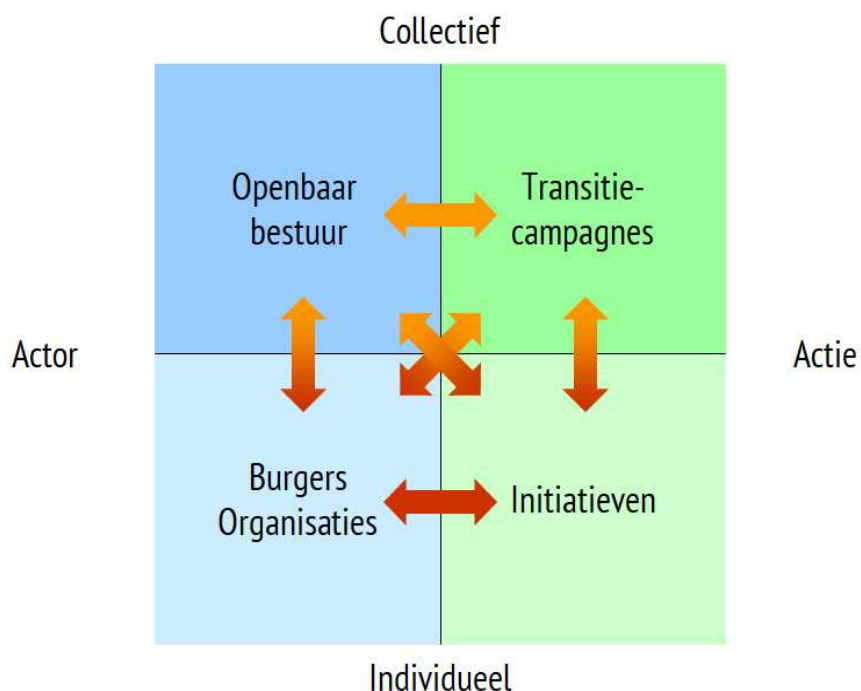 Collectief
Openbaar
bestuur
Transitie-
campagnes
Actor
Actie
Burgers
Organisaties
Initiatieven
Individueel